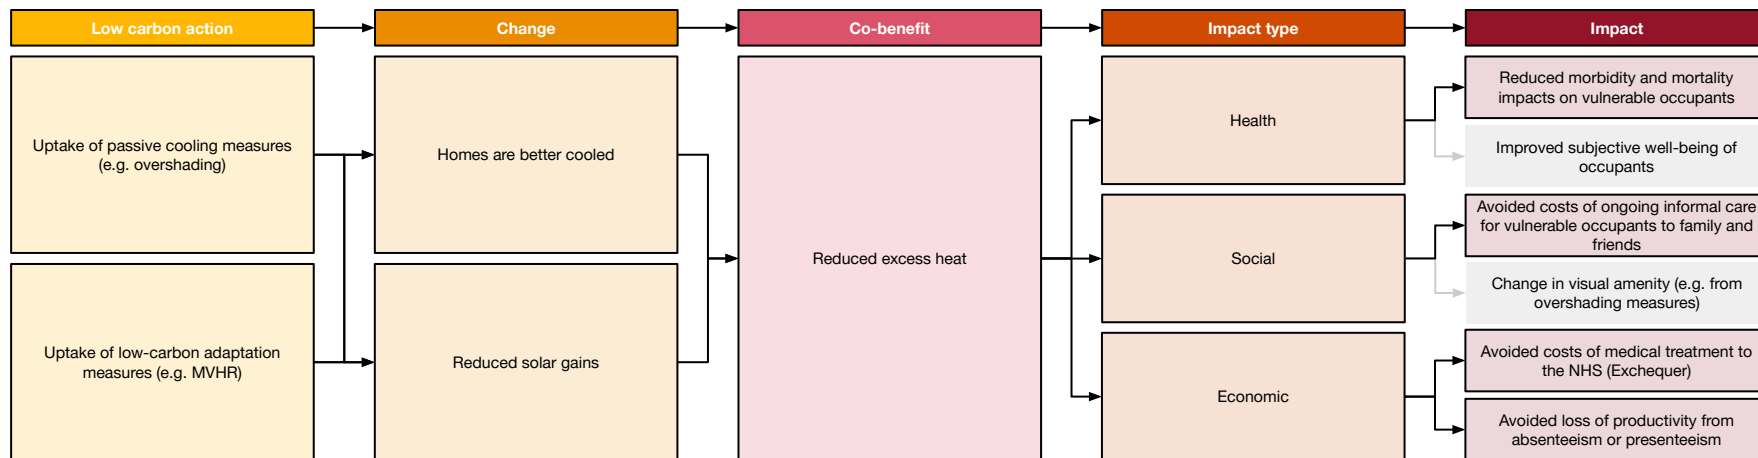 Low carbon action
Change
Co-benefit
Impact type
Impact
Uptake of passive cooling measures
(e.g. overshading)
Uptake of low-carbon adaptation
measures (e.g. MVHR)
Homes are better cooled
Reduced solar gains
Reduced excess heat
Health
Social
Economic
Reduced morbidity and mortality
impacts on vulnerable occupants
Improved subjective well-being of
occupants
Avoided costs of ongoing informal care
for vulnerable occupants to family and
friends
Change in visual amenity (e.g. from
overshading measures)
Avoided costs of medical treatment to
the NHS (Exchequer)
Avoided loss of productivity from
absenteeism or presenteeism